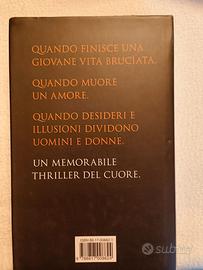 QUANDO FINISCE UNA
GIOVANE VITA BRUCIATA.
QUANDO MUORE
UN AMORE.
QUANDO DESIDERI E
ILLUSIONI DIVIDONO
UOMINI E DONNE.
UN MEMORABILE
THRILLER DEL CUORE.
subito